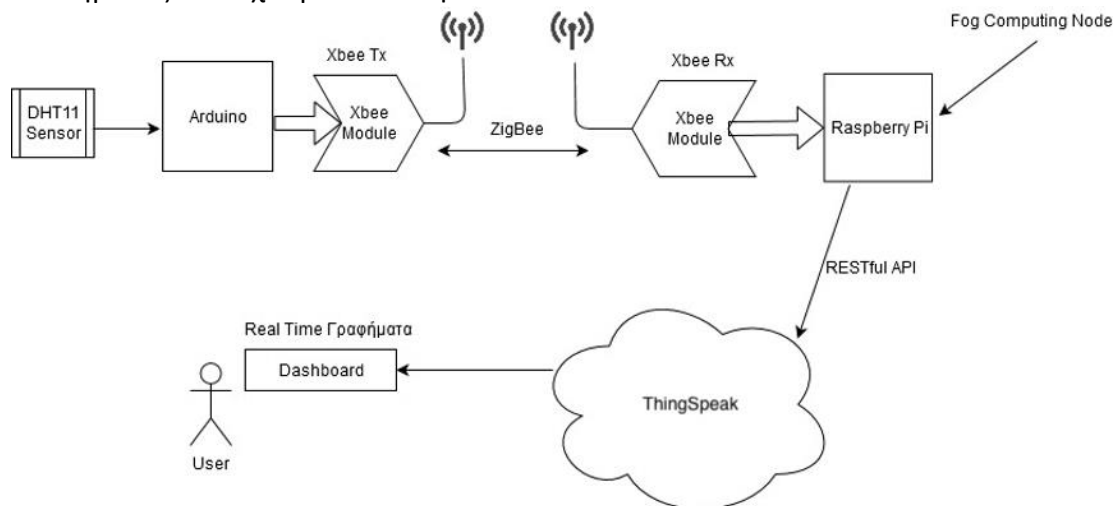 Fog Computing Node
Xbee Tx
Xbee Rx
DHT11
Sensor
Arduino
Xbee
Module
ZigBee
Xbee
Module
Raspberry Pi
RESTful API
Real Time Γραφήματα
Dashboard
ThingSpeak
User